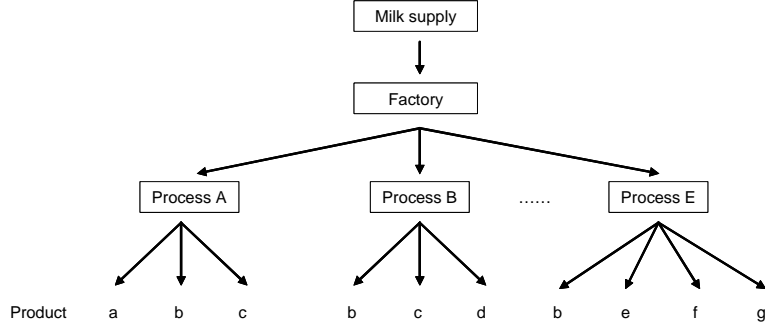 Milk supply
Factory
Process A Process B ...... Process E
Product a b c b c d b e f g